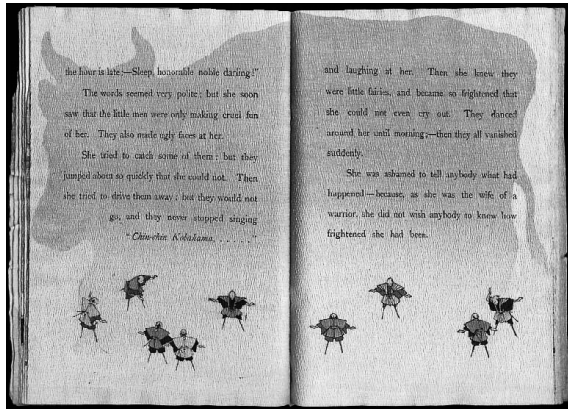 the hour is late;—Sleep, honorable noble darling!"
The words seemed very polite; but she soon
saw that the little men were only making cruel fun
of her. They also made ugly faces at her.
She tried to catch some of them; but they
jumped about so quickly that she could not. Then
she tried to drive them away; but they would not
go, and they never stopped singing
"Chin-chin Kobakama, . . . . . ."
and laughing at her. Then she knew they
were little fairies, and became so frightened that
she could not even cry out. They danced
around her until morning;—then they all vanished
suddenly.
She was ashamed to tell anybody what had
happened—because, as she was the wife of a
warrior, she did not wish anybody to know how
frightened she had been.